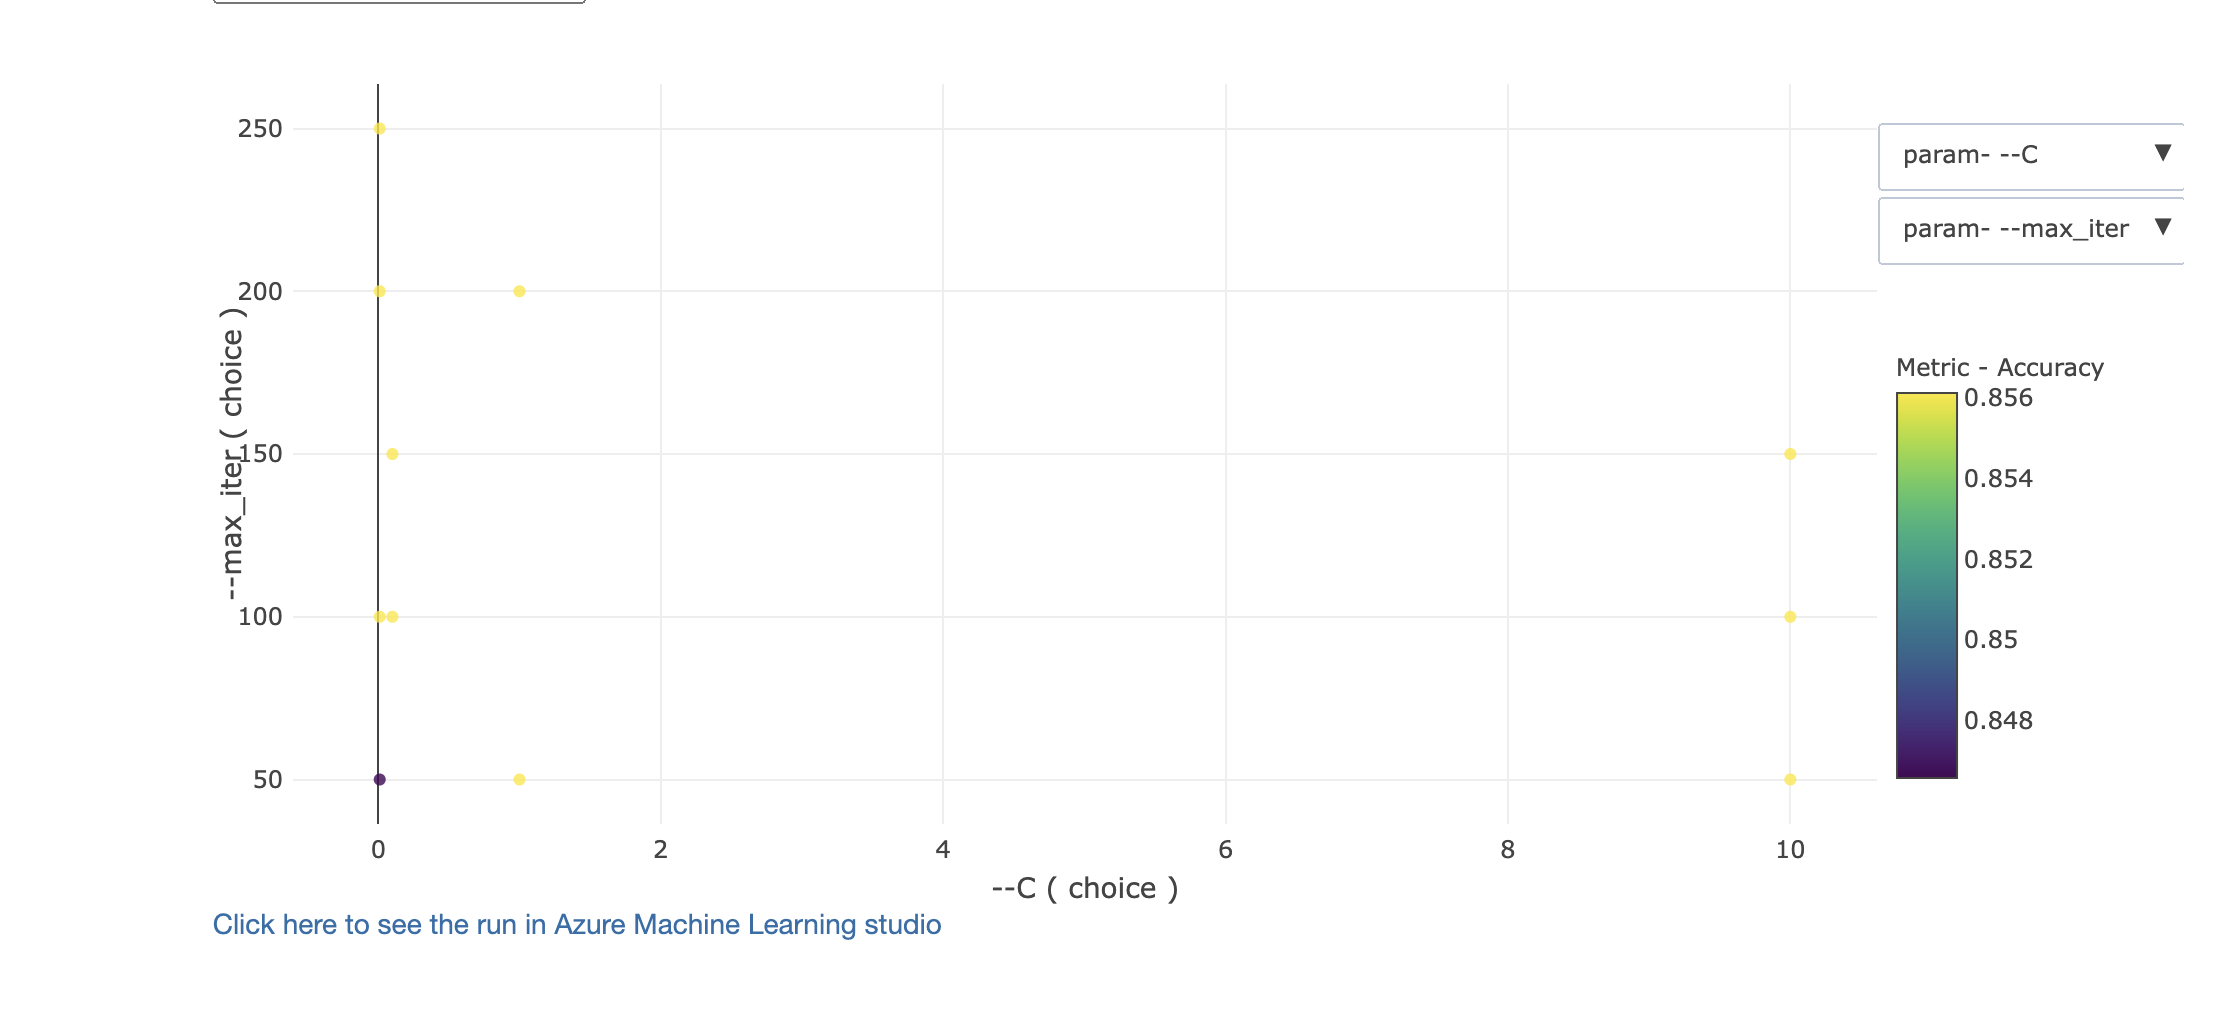 250
200
150
100
50
--max_iter ( choice )
0 2 4 6 8 10
--C ( choice )
param- --C ▼
param- --max_iter ▼
Metric - Accuracy
0.856
0.854
0.852
0.85
0.848
Click here to see the run in Azure Machine Learning studio